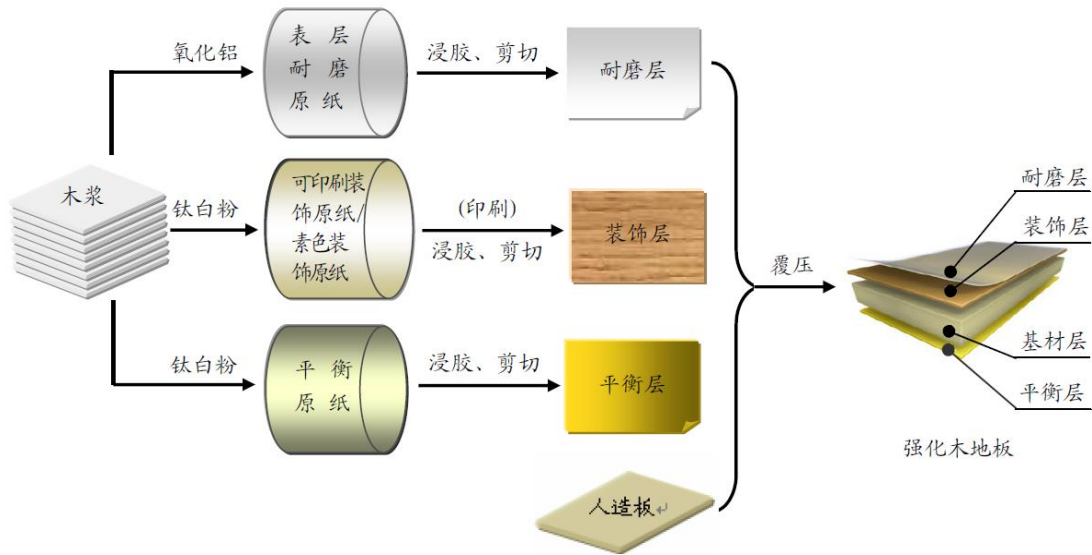 氧化铝
表层
耐磨
原纸
浸胶、剪切
耐磨层
木浆
钛白粉
可印刷装
饰原纸/
素色装
饰原纸
(印刷)
浸胶、剪切
装饰层
钛白粉
平衡
原纸
浸胶、剪切
平衡层
人造板
覆压
耐磨层
装饰层
基材层
平衡层
强化木地板